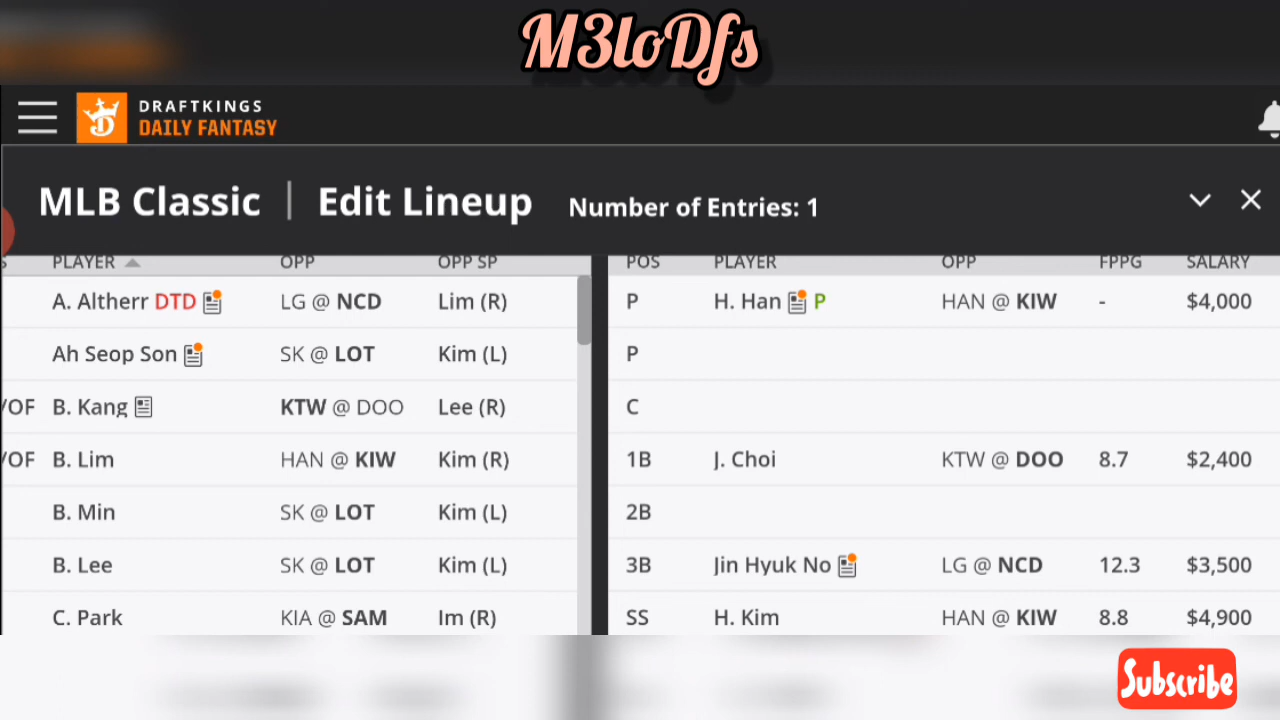 M3loDfs
DRAFTKINGS
DAILY FANTASY
MLB Classic | Edit Lineup Number of Entries: 1
PLAYER OPP OPP SP
A. Altherr DTD LG @ NCD Lim (R)
Ah Seop Son SK @ LOT Kim (L)
/OF B. Kang KTW @ DOO Lee (R)
/OF B. Lim HAN @ KIW Kim (R)
B. Min SK @ LOT Kim (L)
B. Lee SK @ LOT Kim (L)
C. Park KIA @ SAM Im (R)
POS PLAYER OPP FPPG SALARY
P H. Han P HAN @ KIW - $4,000
P
C
1B J. Choi KTW @ DOO 8.7 $2,400
2B
3B Jin Hyuk No LG @ NCD 12.3 $3,500
SS H. Kim HAN @ KIW 8.8 $4,900
Subscribe